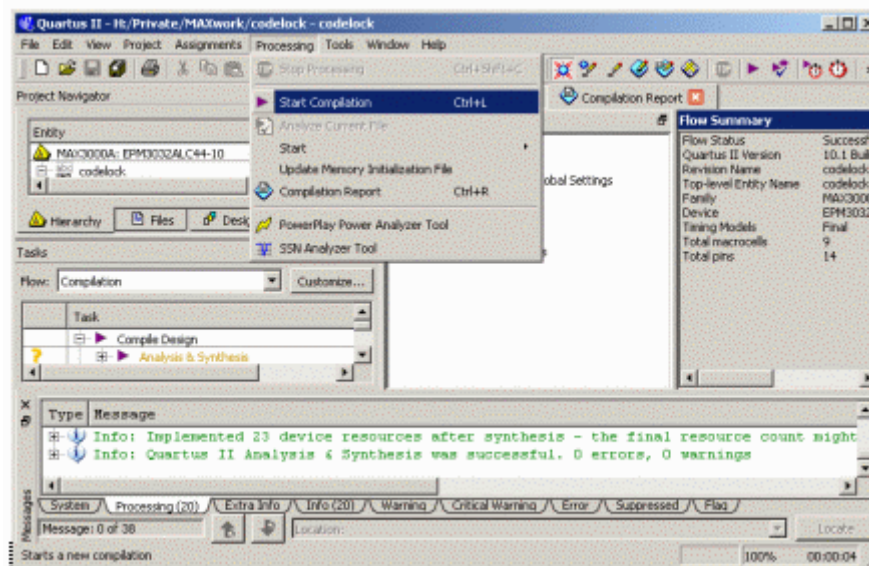 Quartus II - H:/Private/MAXwork/codelock - codelock
File Edit View Project Assignments Processing Tools Window Help
Stop Processing Ctrl+Shift+C
Project Navigator
Start Compilation Ctrl+L
Compilation Report
Analyze Current File
Entity
MAX3000A: EPM3032ALC44-10
codelock
Start
Update Memory Initialization File
obal Settings
Compilation Report Ctrl+R
Hierarchy Files Desig
PowerPlay Power Analyzer Tool
SSN Analyzer Tool
Flow Summary
Flow Status Successf
Quartus II Version 10.1 Buil
Revision Name codelock
Top-level Entity Name codelock
Family MAX3000
Device EPM3032
Timing Models Final
Total macrocells 9
Total pins 14
Tasks
Flow: Compilation Customize...
Task
Compile Design
Analysis & Synthesis
Type Message
Info: Implemented 23 device resources after synthesis - the final resource count might
Info: Quartus II Analysis & Synthesis was successful. 0 errors, 0 warnings
System Processing (20) Extra Info Info (20) Warning Critical Warning Error Suppressed Flag
Messages
Message: 0 of 38 Location: Locate
Starts a new compilation 100% 00:00:04